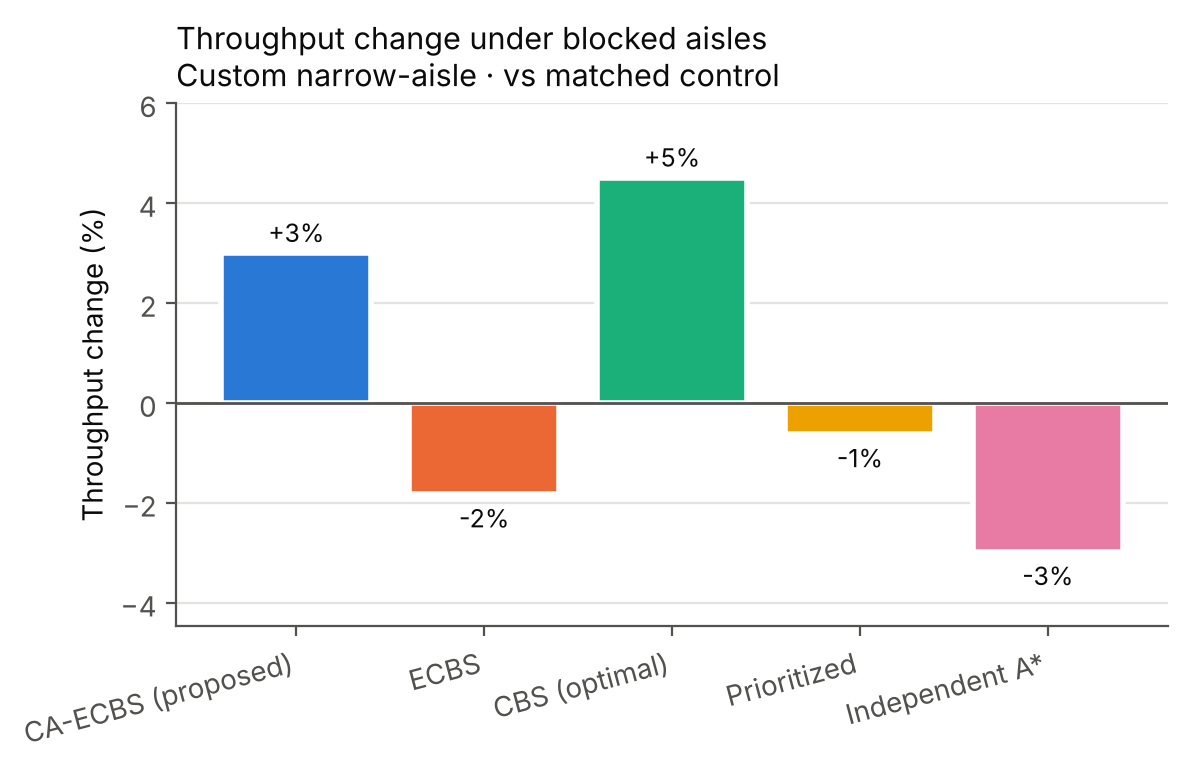 Throughput change under blocked aisles
Custom narrow-aisle · vs matched control
Throughput change (%)
6
4
2
0
−2
−4
+3%
-2%
+5%
-1%
-3%
CA-ECBS (proposed)
ECBS
CBS (optimal)
Prioritized
Independent A*